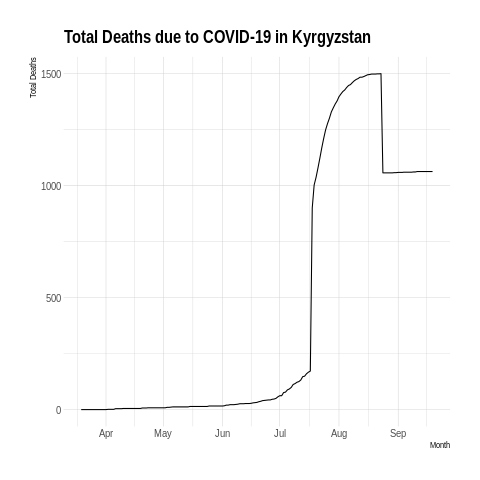 Total Deaths due to COVID-19 in Kyrgyzstan
Total Deaths
1500
1000
500
0
Apr May Jun Jul Aug Sep
Month